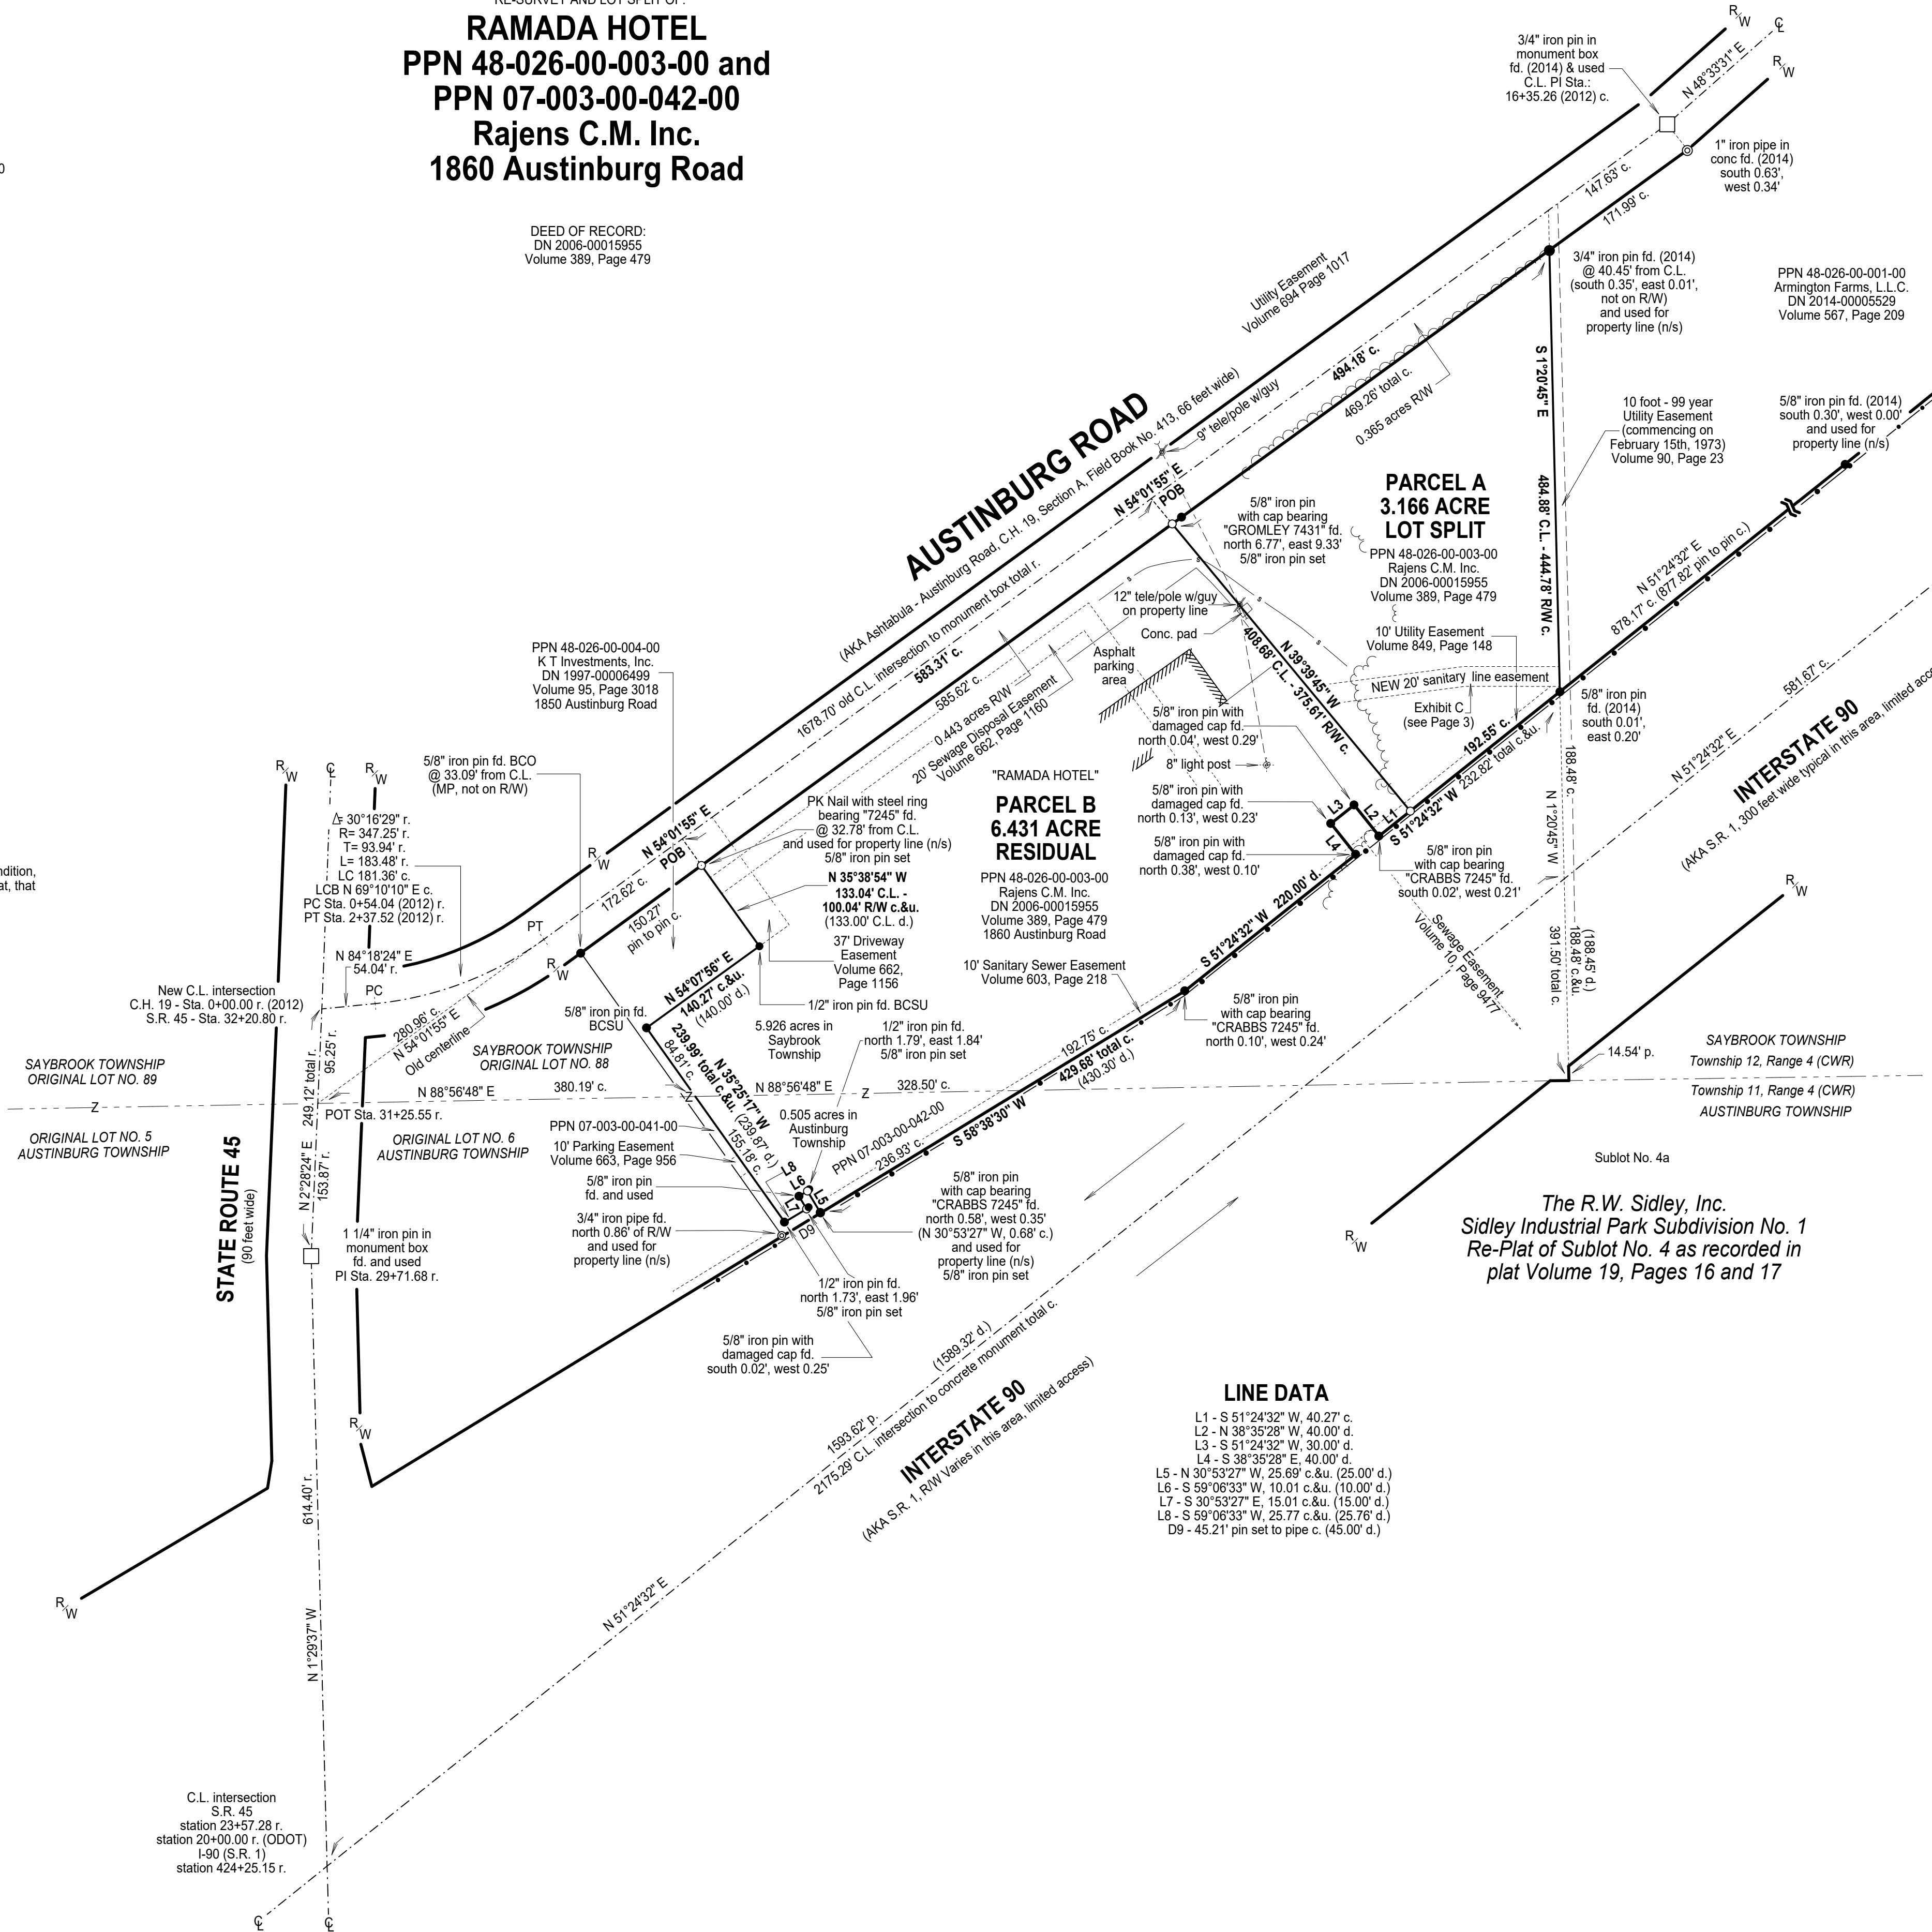 RE-SURVEY AND LOT SPLIT OF:
RAMADA HOTEL
PPN 48-026-00-003-00 and
PPN 07-003-00-042-00
Rajens C.M. Inc.
1860 Austinburg Road
DEED OF RECORD:
DN 2006-00015955
Volume 389, Page 479
0
ndition,
at, that
R/W
℄
R/W
N 48°33'31" E
3/4" iron pin in
monument box
fd. (2014) & used
C.L. PI Sta.:
16+35.26 (2012) c.
1" iron pipe in
conc fd. (2014)
south 0.63',
west 0.34'
147.63' c.
171.99' c.
3/4" iron pin fd. (2014)
@ 40.45' from C.L.
(south 0.35', east 0.01',
not on R/W)
and used for
property line (n/s)
PPN 48-026-00-001-00
Armington Farms, L.L.C.
DN 2014-00005529
Volume 567, Page 209
Utility Easement
Volume 694 Page 1017
494.18' c.
469.26' total c.
0.365 acres R/W
S 1°20'45" E
484.88' C.L. - 444.78' R/W c.
10 foot - 99 year
Utility Easement
(commencing on
February 15th, 1973)
Volume 90, Page 23
5/8" iron pin fd. (2014)
south 0.30', west 0.00'
and used for
property line (n/s)
AUSTINBURG ROAD
(AKA Ashtabula - Austinburg Road, C.H. 19, Section A, Field Book No. 413, 66 feet wide)
9" tele/pole w/guy
N 54°01'55" E
POB
5/8" iron pin
with cap bearing
"GROMLEY 7431" fd.
north 6.77', east 9.33'
5/8" iron pin set
PARCEL A
3.166 ACRE
LOT SPLIT
PPN 48-026-00-003-00
Rajens C.M. Inc.
DN 2006-00015955
Volume 389, Page 479
N 51°24'32" E
878.17' c. (877.82' pin to pin c.)
1678.70' old C.L. intersection to monument box total r.
583.31' c.
585.62' c.
0.443 acres R/W
20' Sewage Disposal Easement
Volume 662, Page 1160
12" tele/pole w/guy
on property line
Conc. pad
Asphalt
parking
area
s
s
s
s
N 39°39'45" W
408.68' C.L. - 375.61' R/W c.
10' Utility Easement
Volume 849, Page 148
NEW 20' sanitary line easement
Exhibit C
(see Page 3)
5/8" iron pin
fd. (2014)
south 0.01',
east 0.20'
581.67' c.
N 51°24'32" E
INTERSTATE 90
(AKA S.R. 1, 300 feet wide typical in this area, limited acce
PPN 48-026-00-004-00
K T Investments, Inc.
DN 1997-00006499
Volume 95, Page 3018
1850 Austinburg Road
5/8" iron pin with
damaged cap fd.
north 0.04', west 0.29'
8" light post
192.55' c.
232.82' total c.&u.
S 51°24'32" W
188.48' c.
N 1°20'45" W
5/8" iron pin fd. BCO
@ 33.09' from C.L.
(MP, not on R/W)
R/W
℄
R/W
"RAMADA HOTEL"
PARCEL B
6.431 ACRE
RESIDUAL
PPN 48-026-00-003-00
Rajens C.M. Inc.
DN 2006-00015955
Volume 389, Page 479
1860 Austinburg Road
5/8" iron pin with
damaged cap fd.
north 0.13', west 0.23'
5/8" iron pin with
damaged cap fd.
north 0.38', west 0.10'
L3
L2
L1
L4
5/8" iron pin
with cap bearing
"CRABBS 7245" fd.
south 0.02', west 0.21'
PK Nail with steel ring
bearing "7245" fd.
@ 32.78' from C.L.
and used for property line (n/s)
5/8" iron pin set
N 35°38'54" W
133.04' C.L. -
100.04' R/W c.&u.
(133.00' C.L. d.)
Δ= 30°16'29" r.
R= 347.25' r.
T= 93.94' r.
L= 183.48' r.
LC 181.36' c.
LCB N 69°10'10" E c.
PC Sta. 0+54.04 (2012) r.
PT Sta. 2+37.52 (2012) r.
R/W
N 54°01'55" E
POB
172.62' c.
150.27'
pin to pin c.
PT
R/W
N 84°18'24" E
54.04' r.
PC
New C.L. intersection
C.H. 19 - Sta. 0+00.00 r. (2012)
S.R. 45 - Sta. 32+20.80 r.
280.96' c.
N 54°01'55" E
Old centerline
37' Driveway
Easement
Volume 662,
Page 1156
1/2" iron pin fd. BCSU
N 54°07'56" E
140.27' c.&u.
(140.00' d.)
5/8" iron pin fd.
BCSU
S 51°24'32" W 220.00' d.
10' Sanitary Sewer Easement
Volume 603, Page 218
5/8" iron pin
with cap bearing
"CRABBS 7245" fd.
north 0.10', west 0.24'
Sewage Easement
Volume 10, Page 9477
391.50' total c.
188.48' c.&u.
(188.45' d.)
R/W
14.54' p.
SAYBROOK TOWNSHIP
Township 12, Range 4 (CWR)
Township 11, Range 4 (CWR)
AUSTINBURG TOWNSHIP
SAYBROOK TOWNSHIP
ORIGINAL LOT NO. 89
SAYBROOK TOWNSHIP
ORIGINAL LOT NO. 88
249.12' total r.
95.25' r.
5.926 acres in
Saybrook
Township
1/2" iron pin fd.
north 1.79', east 1.84'
5/8" iron pin set
N 88°56'48" E
380.19' c.
N 88°56'48" E
328.50' c.
Z
Z
Z
192.75' c.
429.68' total c.
(430.30' d.)
S 58°38'30" W
N 35°25'17" W
239.99' total c.&u. (239.87' d.)
84.81' c.
155.18' c.
ORIGINAL LOT NO. 5
AUSTINBURG TOWNSHIP
POT Sta. 31+25.55 r.
ORIGINAL LOT NO. 6
AUSTINBURG TOWNSHIP
STATE ROUTE 45
(90 feet wide)
N 2°28'24" E
153.87' r.
PPN 07-003-00-041-00
10' Parking Easement
Volume 663, Page 956
0.505 acres in
Austinburg
Township
PPN 07-003-00-042-00
236.93' c.
5/8" iron pin
fd. and used
L8
L6
L5
L7
D9
3/4" iron pipe fd.
north 0.86' of R/W
and used for
property line (n/s)
5/8" iron pin
with cap bearing
"CRABBS 7245" fd.
north 0.58', west 0.35'
(N 30°53'27" W, 0.68' c.)
and used for
property line (n/s)
5/8" iron pin set
1 1/4" iron pin in
monument box
fd. and used
PI Sta. 29+71.68 r.
1/2" iron pin fd.
north 1.73', east 1.96'
5/8" iron pin set
5/8" iron pin with
damaged cap fd.
south 0.02', west 0.25'
Sublot No. 4a
The R.W. Sidley, Inc.
Sidley Industrial Park Subdivision No. 1
Re-Plat of Sublot No. 4 as recorded in
plat Volume 19, Pages 16 and 17
R/W
(1589.32' d.)
1593.62' p.
2175.29' C.L. intersection to concrete monument total c.
INTERSTATE 90
(AKA S.R. 1, R/W Varies in this area, limited access)
LINE DATA
L1 - S 51°24'32" W, 40.27' c.
L2 - N 38°35'28" W, 40.00' d.
L3 - S 51°24'32" W, 30.00' d.
L4 - S 38°35'28" E, 40.00' d.
L5 - N 30°53'27" W, 25.69' c.&u. (25.00' d.)
L6 - S 59°06'33" W, 10.01 c.&u. (10.00' d.)
L7 - S 30°53'27" E, 15.01 c.&u. (15.00' d.)
L8 - S 59°06'33" W, 25.77 c.&u. (25.76' d.)
D9 - 45.21' pin set to pipe c. (45.00' d.)
R/W
614.40' r.
R/W
N 1°29'37" W
N 51°24'32" E
C.L. intersection
S.R. 45
station 23+57.28 r.
station 20+00.00 r. (ODOT)
I-90 (S.R. 1)
station 424+25.15 r.
℄
℄